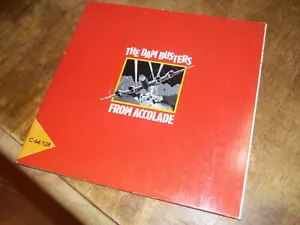 THE DAM BUSTERS
FROM ACCOLADE
C-64/128